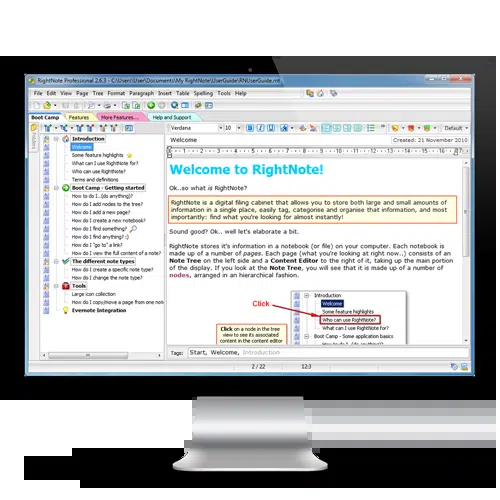 RightNote Professional 2.6.3 - C:\Users\User\Documents\My RightNote\UserGuide\RNUserGuide.rnt
File Edit View Notebook Page Tree Format Paragraph Insert Table Spelling Tools Help
Boot Camp Features More Features... Help and Support
Verdana 10 B I U Default
Folders
Welcome Created: 21 November 2010
Introduction
Welcome
Some feature highlights
What can I use RightNote for?
Who can use RightNote?
Terms and definitions
Boot Camp - Getting started
How to do I...(do anything)?
How do I add nodes to the tree?
How do I add a new page?
How do I create a new notebook?
How do I find something?
How do I find anything? :)
How do I "go to" a link?
How do I view the full content of a note?
The different note types
How do I create a specific note type?
How do I change the note type?
Tools
Large icon collection
How do I copy/move a page from one note
Evernote Integration
Welcome to RightNote!
Ok..so what is RightNote?
RightNote is a digital filing cabinet that allows you to store both large and small amounts of
information in a single place, easily tag, categorise and organise that information, and most
importantly: find what you're looking for almost instantly!
Sound good? Ok.. well let's elaborate a bit.
RightNote stores it's information in a notebook (or file) on your computer. Each notebook is
made up of a number of pages. Each page (what you're looking at right now..) consists of an
Note Tree on the left side and a Content Editor to the right of it, taking up the main portion
of the display. If you look at the Note Tree, you will see that it is made up of a number of
nodes, arranged in an hierarchical fashion.
Click
Click on a node in the tree
view to see its associated
content in the content editor
Introduction
Welcome
Some feature highlights
Who can use RightNote?
What can I use RightNote for?
Boot Camp - Some application basics
Tags: Start, Welcome, Introduction
2 / 22 12:3